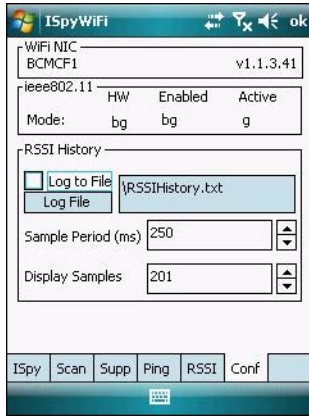 ISpyWiFi ok
WiFi NIC
BCMCF1 v1.1.3.41
ieee802.11
HW Enabled Active
Mode: bg bg g
RSSI History
Log to File
Log File
\RSSIHistory.txt
Sample Period (ms) 250
Display Samples 201
ISpy Scan Supp Ping RSSI Conf